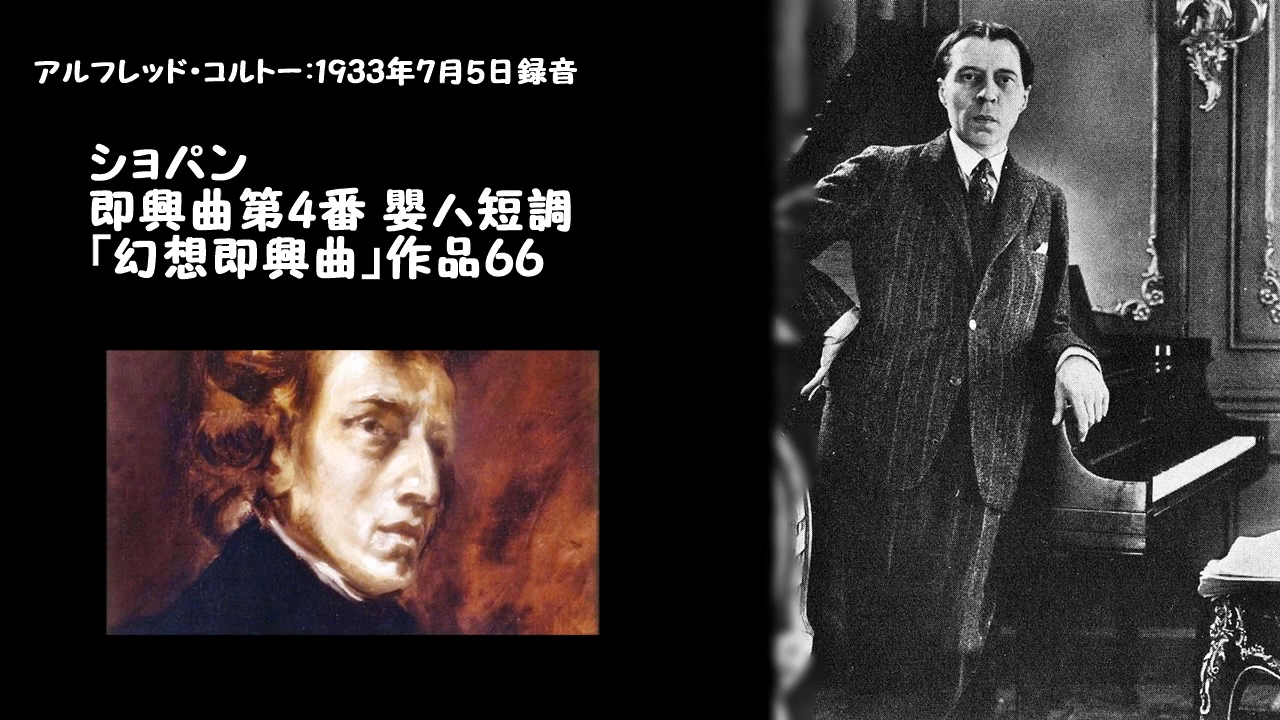 アルフレッド・コルトー:1933年7月5日録音
ショパン
即興曲第4番 嬰ハ短調
「幻想即興曲」作品66